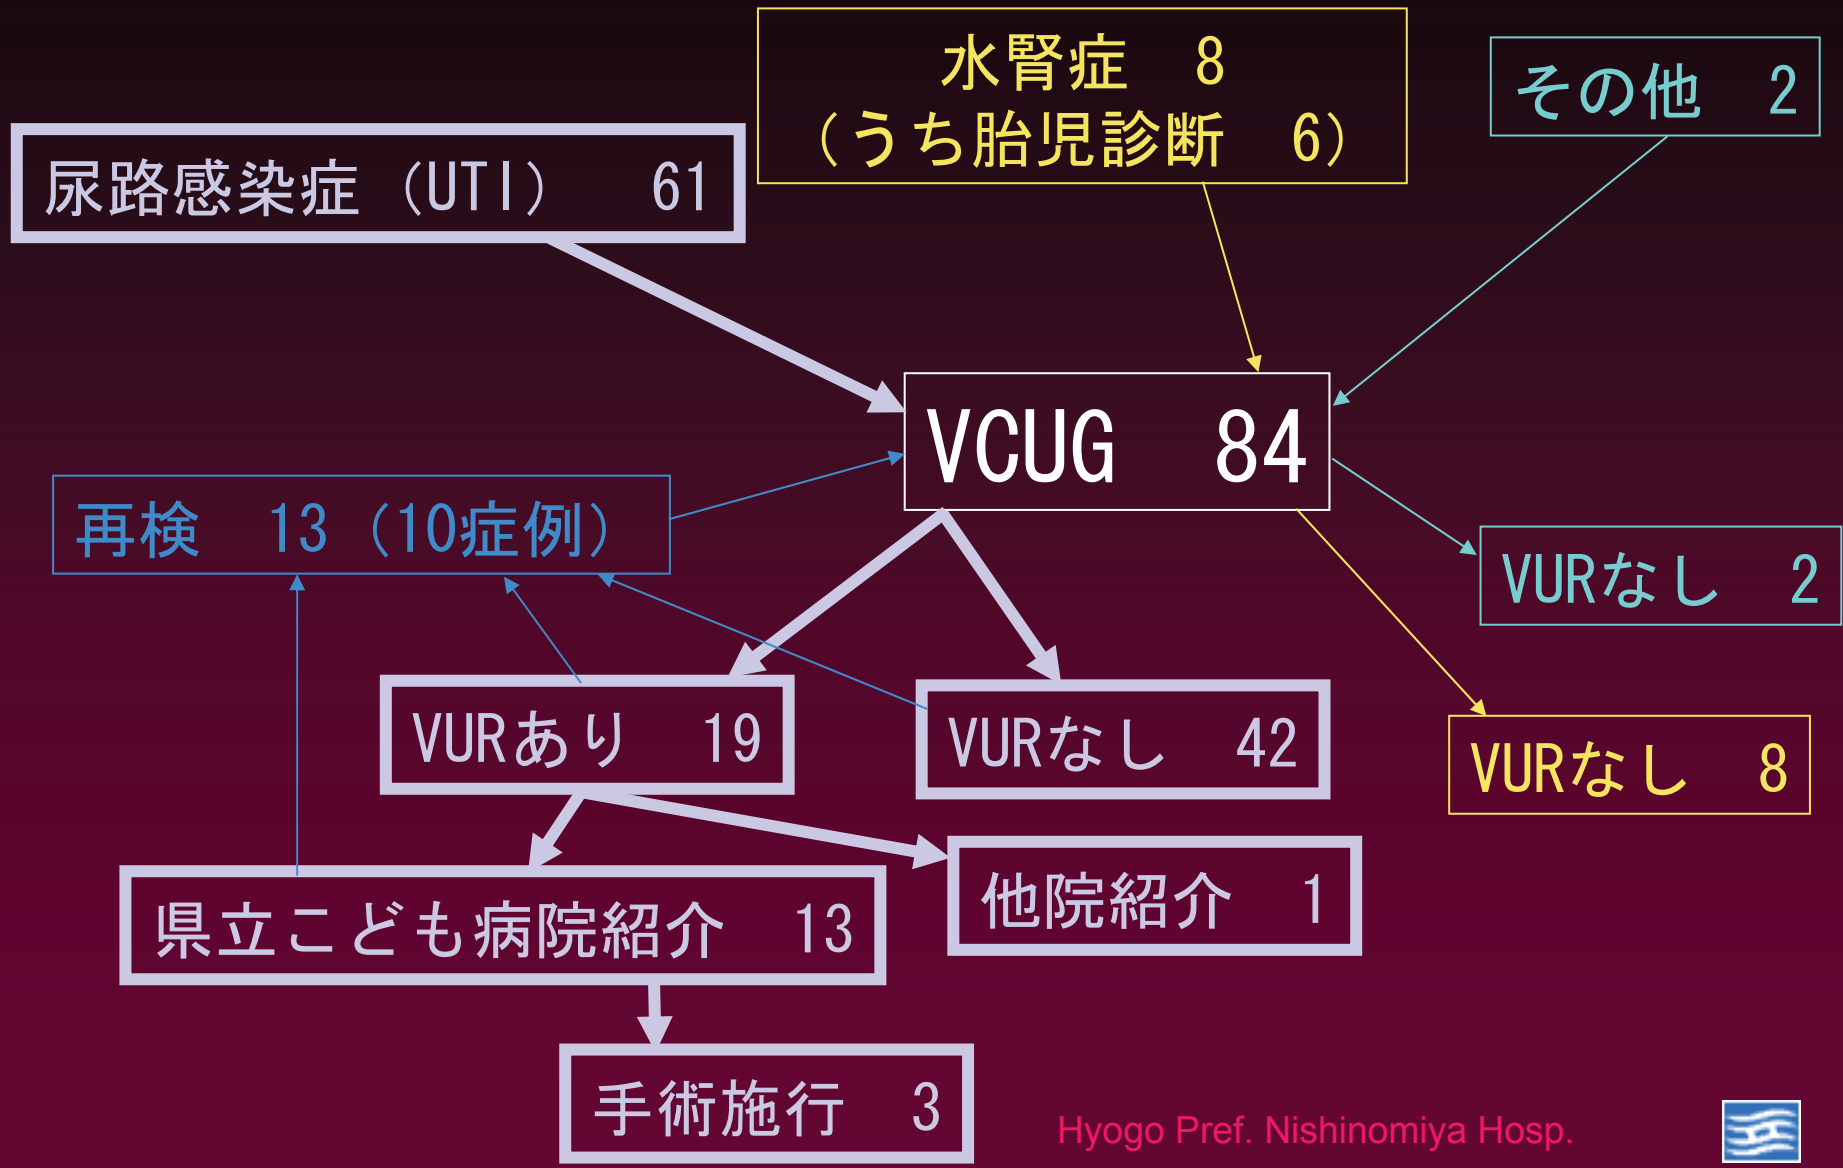 水腎症 8
（うち胎児診断 6）
その他 2
尿路感染症（UTI） 61
VCUG 84
再検 13（10症例）
VURなし 2
VURあり 19
VURなし 42
VURなし 8
他院紹介 1
県立こども病院紹介 13
手術施行 3
Hyogo Pref. Nishinomiya Hosp.